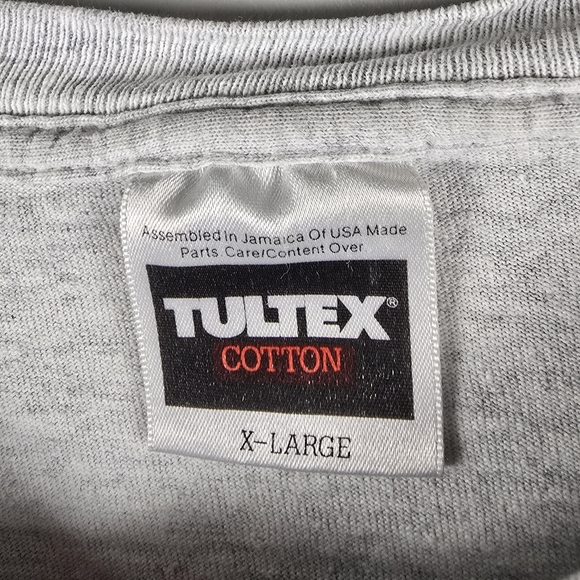 Assembled In Jamaica Of USA Made
Parts. Care/Content Over
TULTEX®
COTTON
X-LARGE